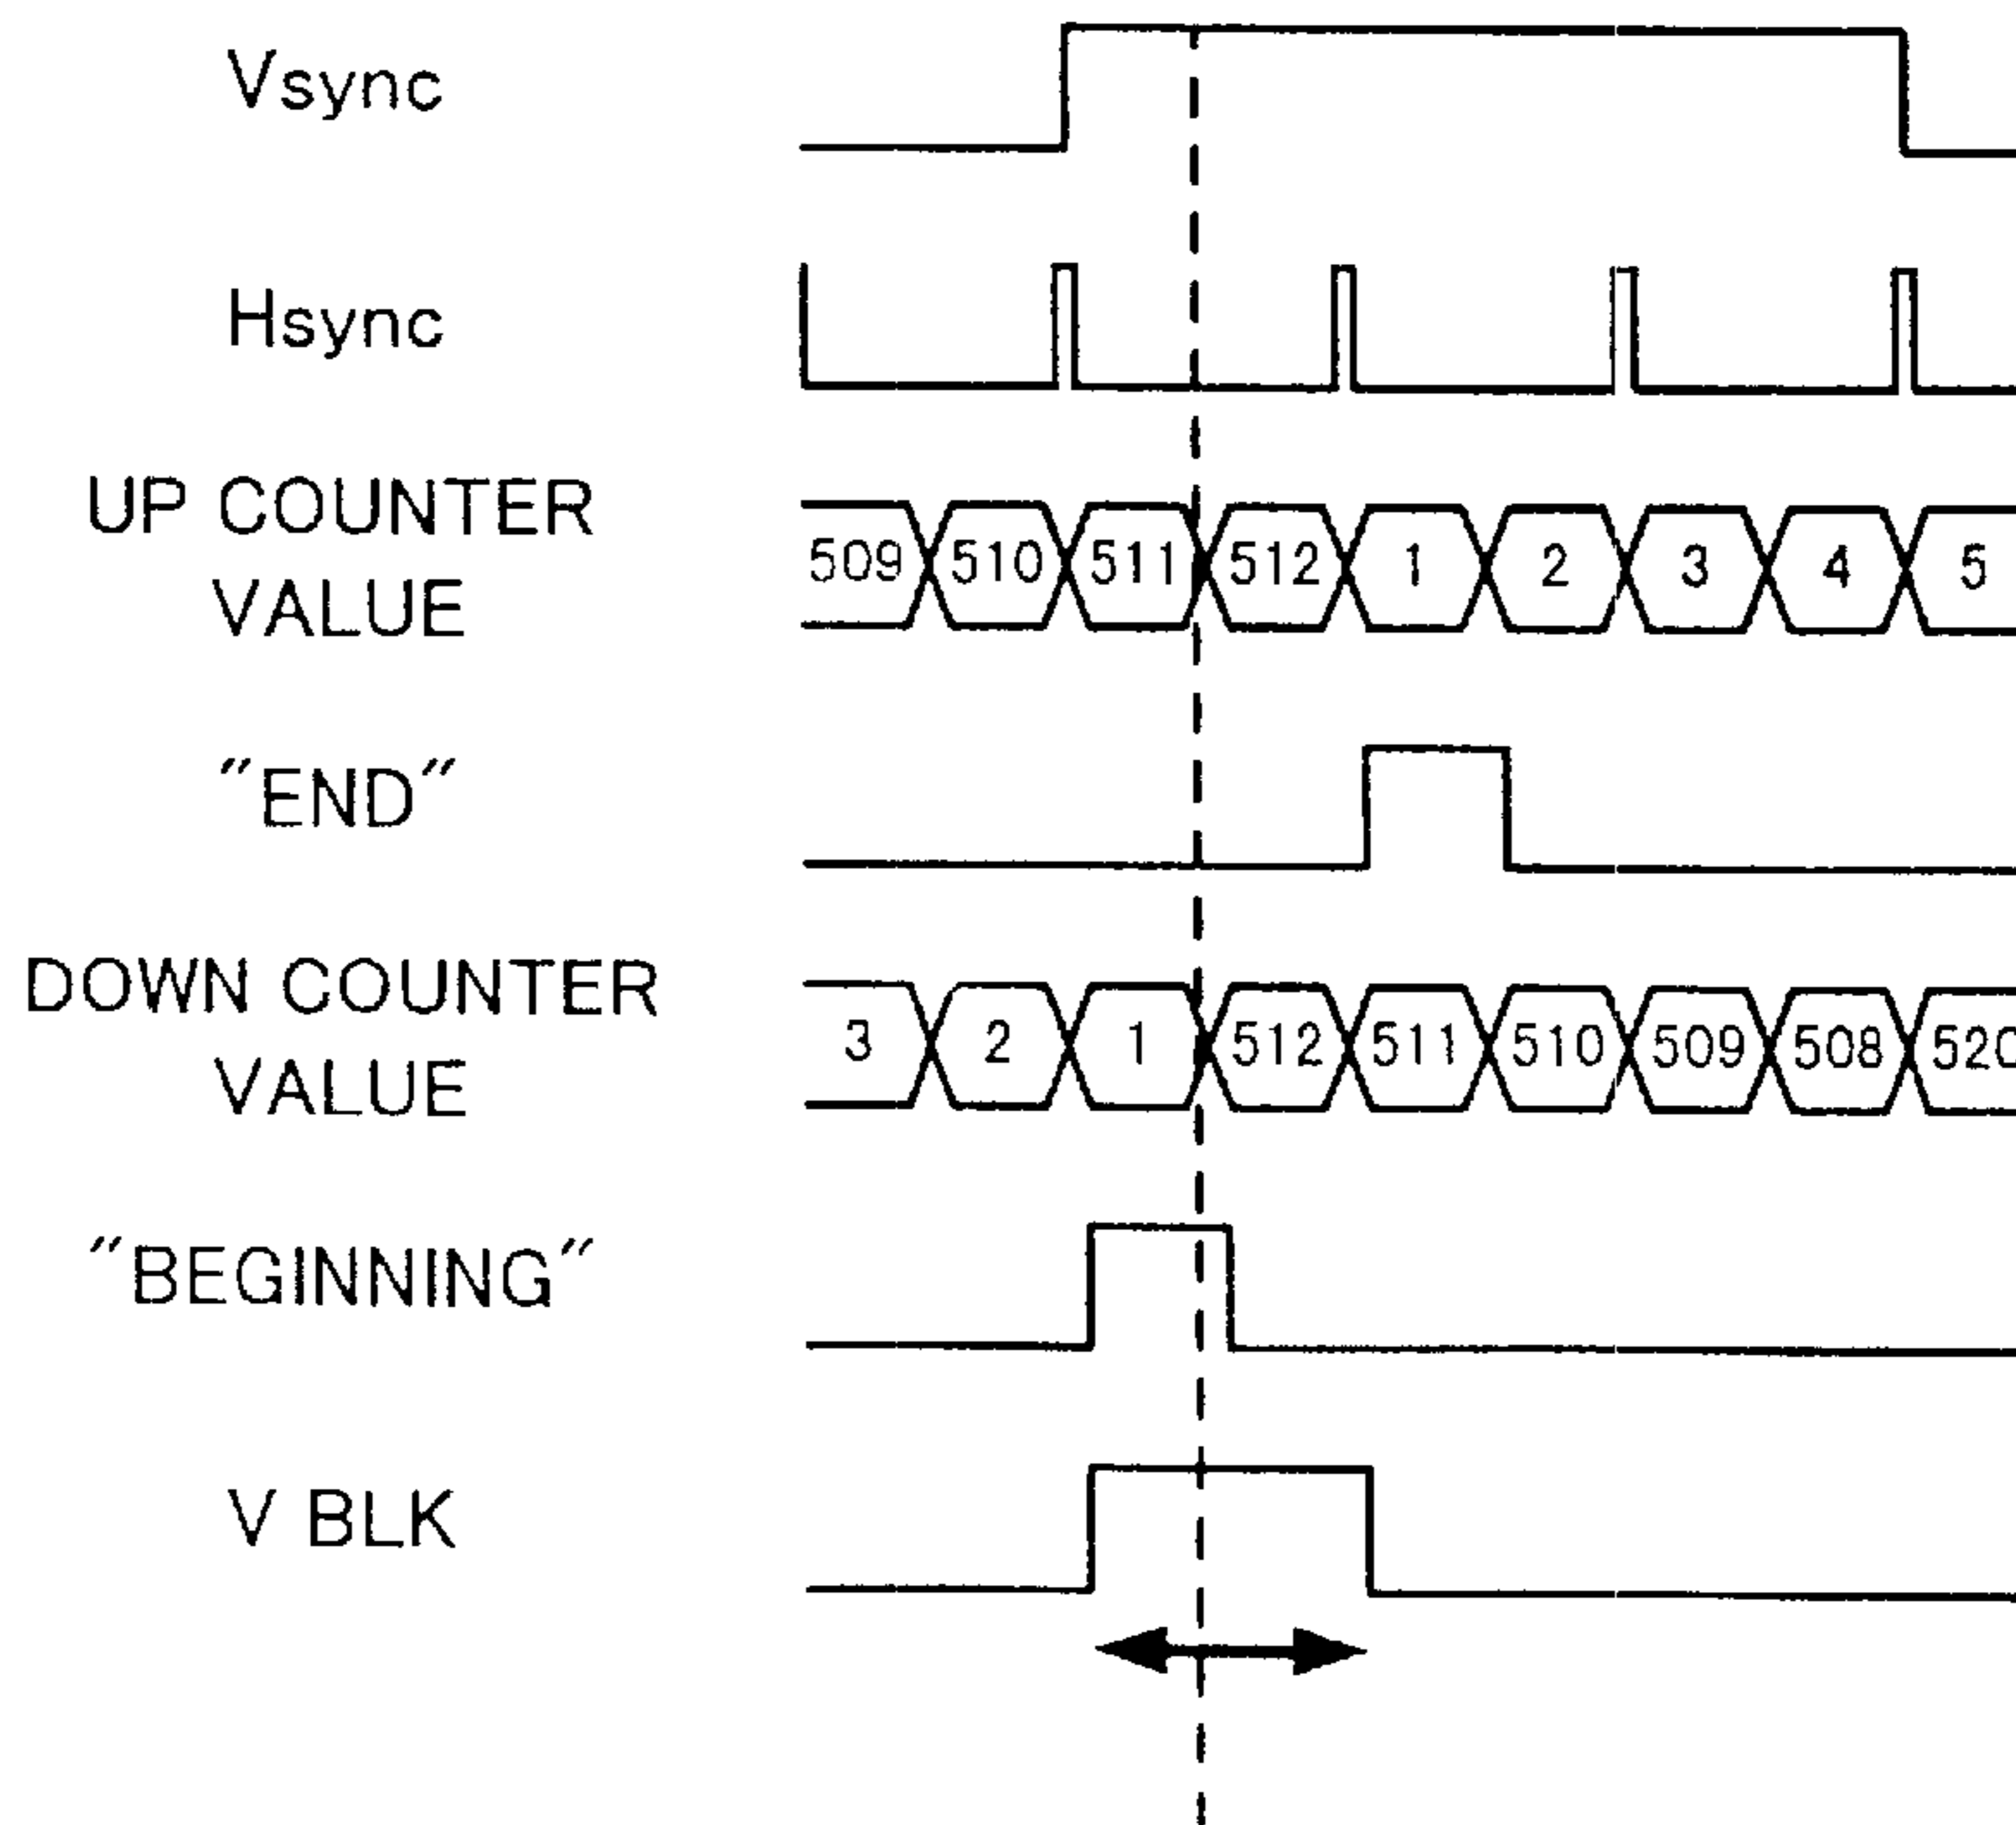 Vsync
Hsync
UP COUNTER
VALUE
509 510 511 512 1 2 3 4 5
"END"
DOWN COUNTER
VALUE
3 2 1 512 511 510 509 508 520
"BEGINNING"
V BLK